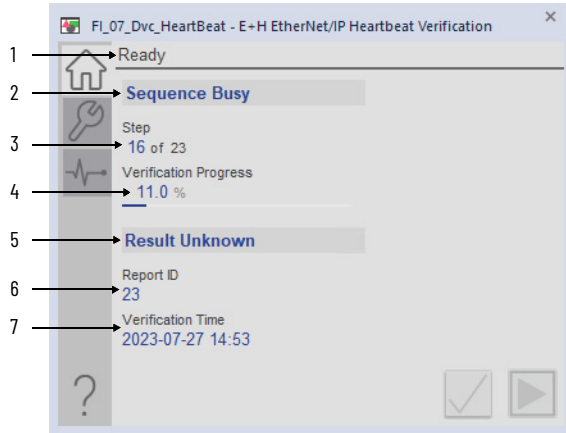 FI_07_Dvc_HeartBeat - E+H EtherNet/IP Heartbeat Verification
1 Ready
2 Sequence Busy
Step
3 16 of 23
Verification Progress
4 11.0 %
5 Result Unknown
Report ID
6 23
7 Verification Time
2023-07-27 14:53
?